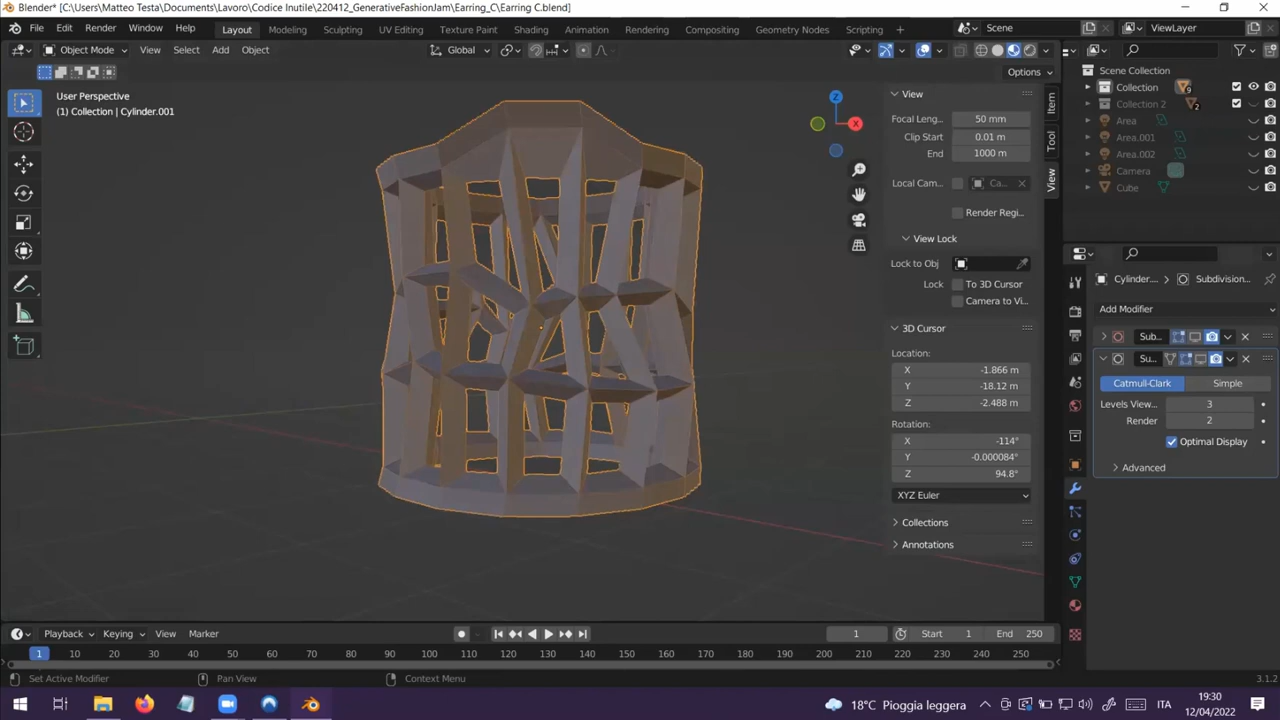 Blender* [C:\Users\Matteo Testa\Documents\Lavoro\Codice Inutile\220412_GenerativeFashionJam\Earring_C\Earring C.blend]
File Edit Render Window Help Layout Modeling Sculpting UV Editing Texture Paint Shading Animation Rendering Compositing Geometry Nodes Scripting + Scene ViewLayer
Object Mode View Select Add Object Global
Options
User Perspective
(1) Collection | Cylinder.001
Z
X
View
Focal Leng.. 50 mm
Clip Start 0.01 m
End 1000 m
Local Cam.. Ca...
Render Regi...
View Lock
Lock to Obj
Lock To 3D Cursor
Camera to Vi...
3D Cursor
Location:
X -1.866 m
Y -18.12 m
Z -2.488 m
Rotation:
X -114°
Y -0.000084°
Z 94.8°
XYZ Euler
Collections
Annotations
Item
Tool
View
Scene Collection
Collection 9
Collection 2 2
Area
Area.001
Area.002
Camera
Cube
Cylinder.... > Subdivision...
Add Modifier
Sub...
Su...
Catmull-Clark Simple
Levels View... 3
Render 2
Optimal Display
Advanced
Playback Keying View Marker 1 Start 1 End 250
1 10 20 30 40 50 60 70 80 90 100 110 120 130 140 150 160 170 180 190 200 210 220 230 240 250
Set Active Modifier Pan View Context Menu 3.1.2
18°C Pioggia leggera ITA 19:30
12/04/2022